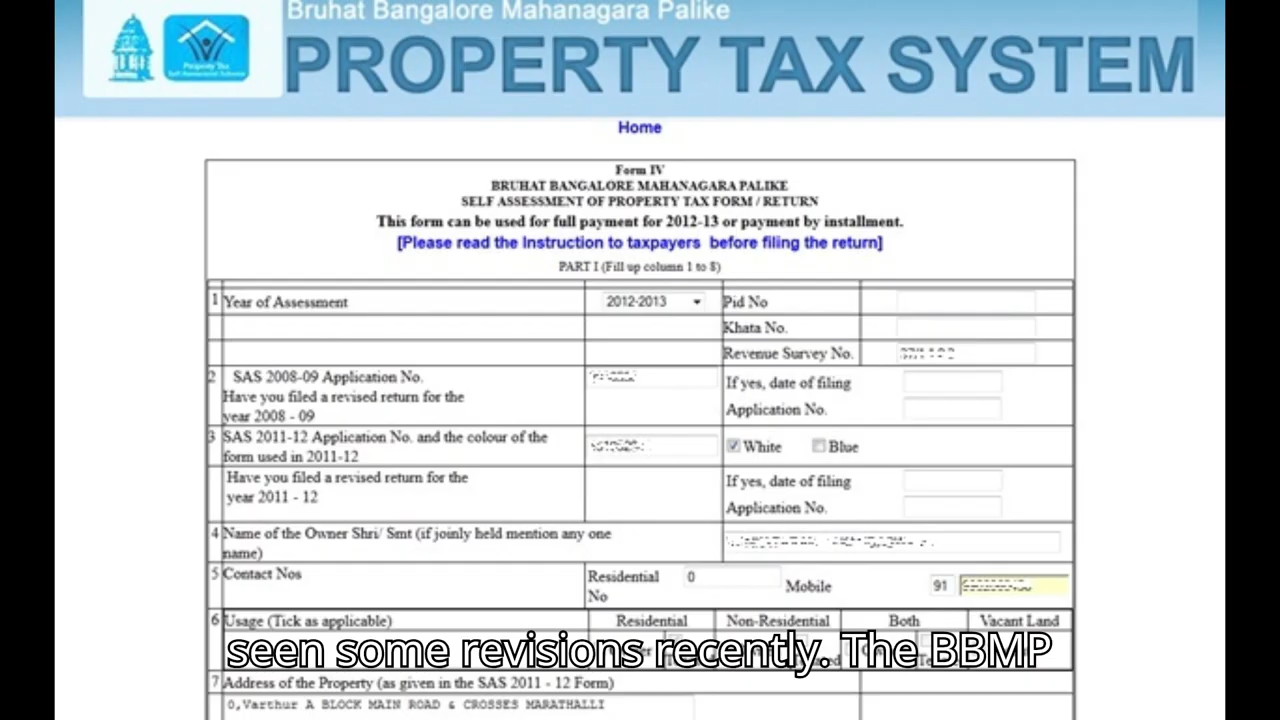 Bruhat Bangalore Mahanagara Palike
PROPERTY TAX SYSTEM
Property Tax
Self Assessment Scheme
Home
Form IV
BRUHAT BANGALORE MAHANAGARA PALIKE
SELF ASSESSMENT OF PROPERTY TAX FORM / RETURN
This form can be used for full payment for 2012-13 or payment by installment.
[Please read the Instruction to taxpayers before filing the return]
PART I (Fill up column 1 to 8)
1 Year of Assessment 2012-2013 Pid No
Khata No.
Revenue Survey No.
2 SAS 2008-09 Application No.
Have you filed a revised return for the year 2008 - 09
If yes, date of filing
Application No.
3 SAS 2011-12 Application No. and the colour of the
form used in 2011-12 White Blue
Have you filed a revised return for the
year 2011 - 12
If yes, date of filing
Application No.
4 Name of the Owner Shri/ Smt (if joinly held mention any one
name)
5 Contact Nos Residential No 0 Mobile 91
6 Usage (Tick as applicable) Residential Non-Residential Both Vacant Land
seen some revisions recently. The BBMP
7 Address of the Property (as given in the SAS 2011 - 12 Form)
0,Varthur A BLOCK MAIN ROAD & CROSSES MARATHALLI